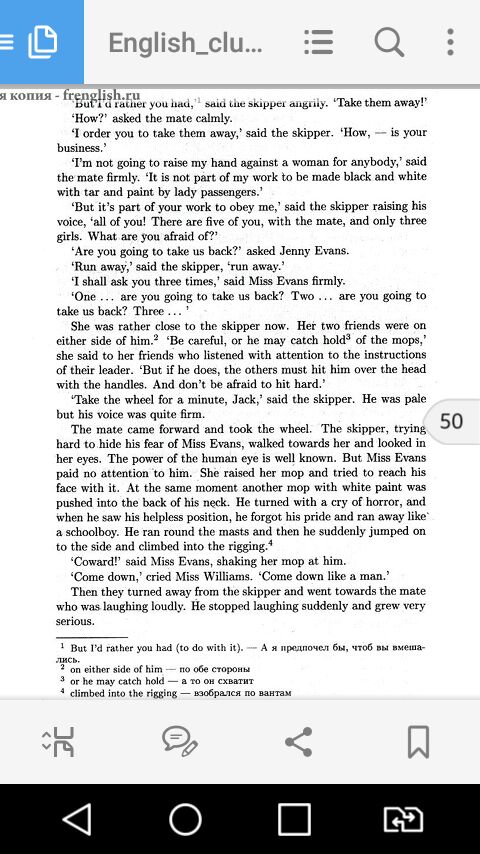 English_clu...
я копия - frenglish.ru
‘But I’d rather you had,’¹ said the skipper angrily. ‘Take them away!’
‘How?’ asked the mate calmly.
‘I order you to take them away,’ said the skipper. ‘How, — is your
business.’
‘I’m not going to raise my hand against a woman for anybody,’ said
the mate firmly. ‘It is not part of my work to be made black and white
with tar and paint by lady passengers.’
‘But it’s part of your work to obey me,’ said the skipper raising his
voice, ‘all of you! There are five of you, with the mate, and only three
girls. What are you afraid of?’
‘Are you going to take us back?’ asked Jenny Evans.
‘Run away,’ said the skipper, ‘run away.’
‘I shall ask you three times,’ said Miss Evans firmly.
‘One ... are you going to take us back? Two ... are you going to
take us back? Three ... ’
She was rather close to the skipper now. Her two friends were on
either side of him.² ‘Be careful, or he may catch hold³ of the mops,’
she said to her friends who listened with attention to the instructions
of their leader. ‘But if he does, the others must hit him over the head
with the handles. And don’t be afraid to hit hard.’
‘Take the wheel for a minute, Jack,’ said the skipper. He was pale
but his voice was quite firm.
50
The mate came forward and took the wheel. The skipper, trying
hard to hide his fear of Miss Evans, walked towards her and looked in
her eyes. The power of the human eye is well known. But Miss Evans
paid no attention to him. She raised her mop and tried to reach his
face with it. At the same moment another mop with white paint was
pushed into the back of his neck. He turned with a cry of horror, and
when he saw his helpless position, he forgot his pride and ran away like
a schoolboy. He ran round the masts and then he suddenly jumped on
to the side and climbed into the rigging.⁴
‘Coward!’ said Miss Evans, shaking her mop at him.
‘Come down,’ cried Miss Williams. ‘Come down like a man.’
Then they turned away from the skipper and went towards the mate
who was laughing loudly. He stopped laughing suddenly and grew very
serious.
¹ But I’d rather you had (to do with it). — А я предпочел бы, чтоб вы вмеша-
лись.
² on either side of him — по обе стороны
³ or he may catch hold — а то он схватит
⁴ climbed into the rigging — взобрался по вантам